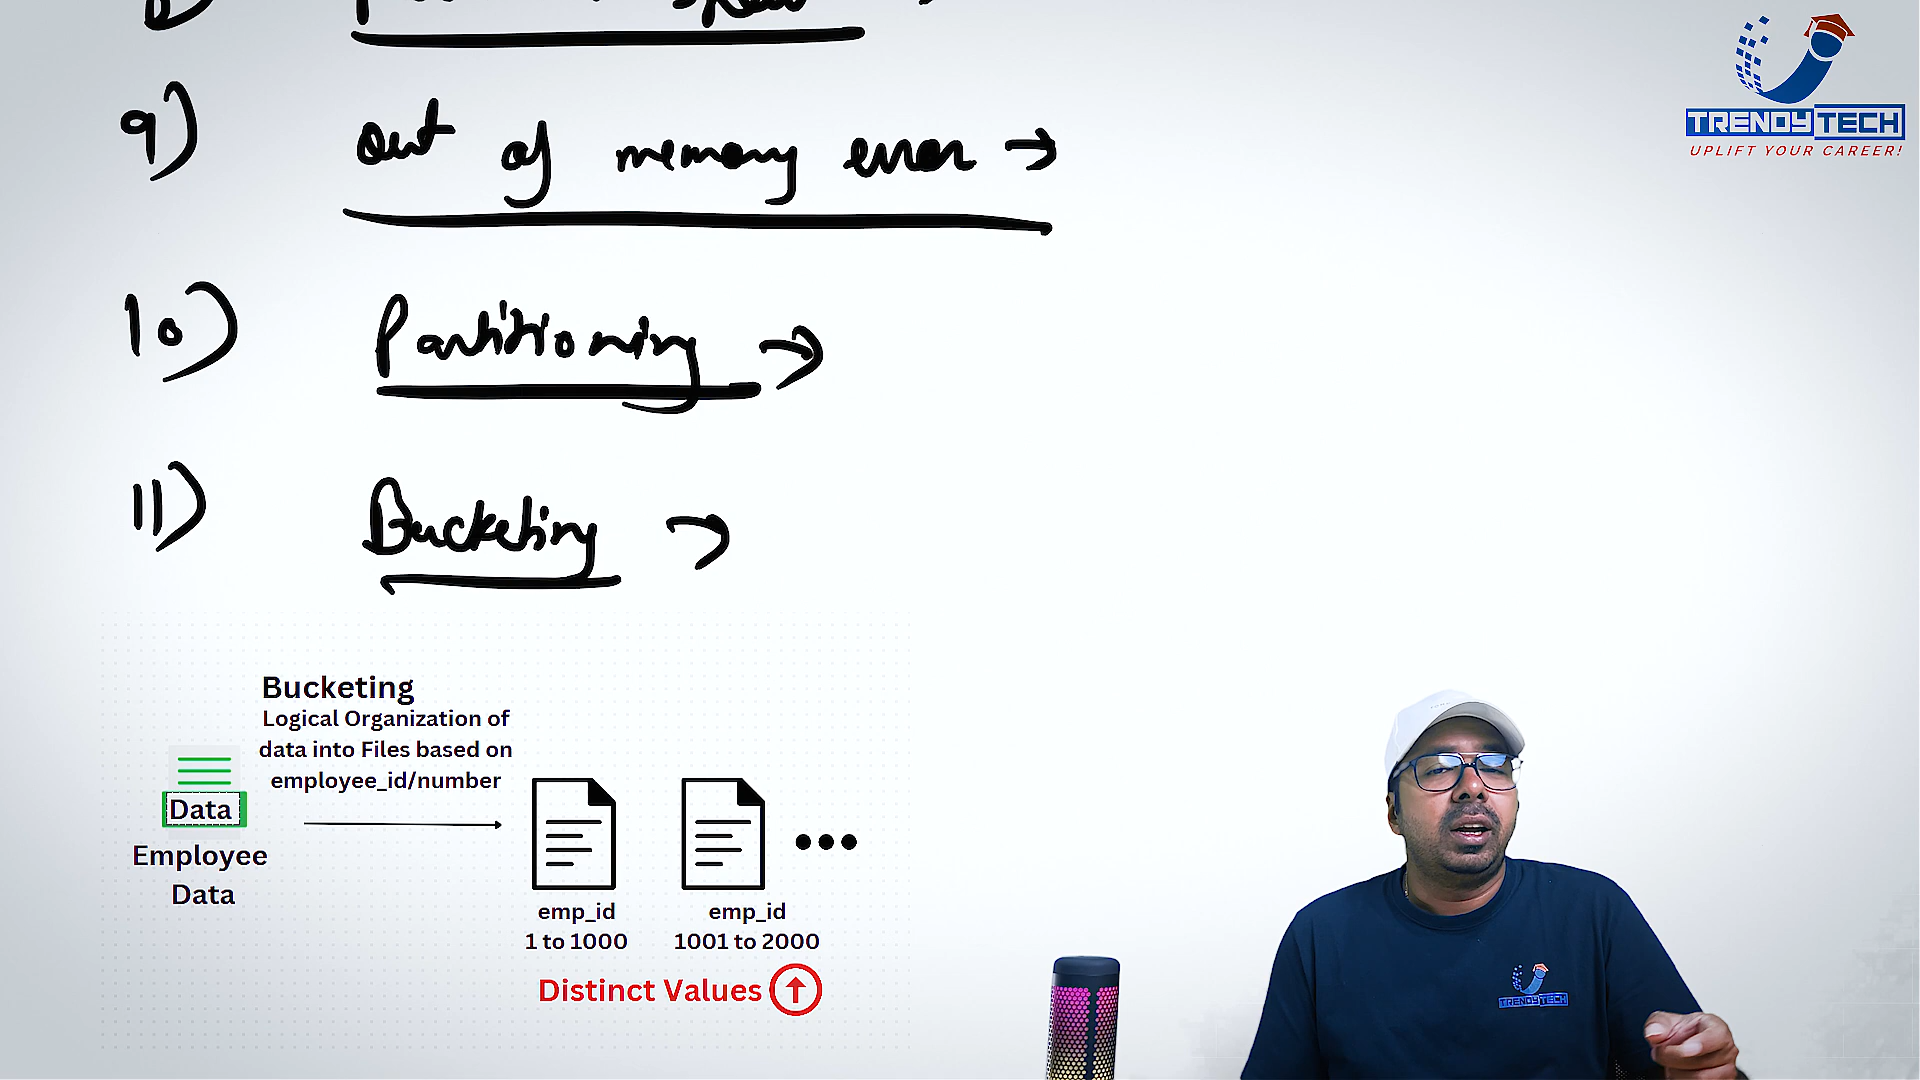 TRENDYTECH
UPLIFT YOUR CAREER!
9) out of memory error →
10) Partitioning →
11) Bucketing →
Bucketing
Logical Organization of
data into Files based on
employee_id/number
Data
Employee
Data
emp_id
1 to 1000
emp_id
1001 to 2000
Distinct Values
TRENDYTECH